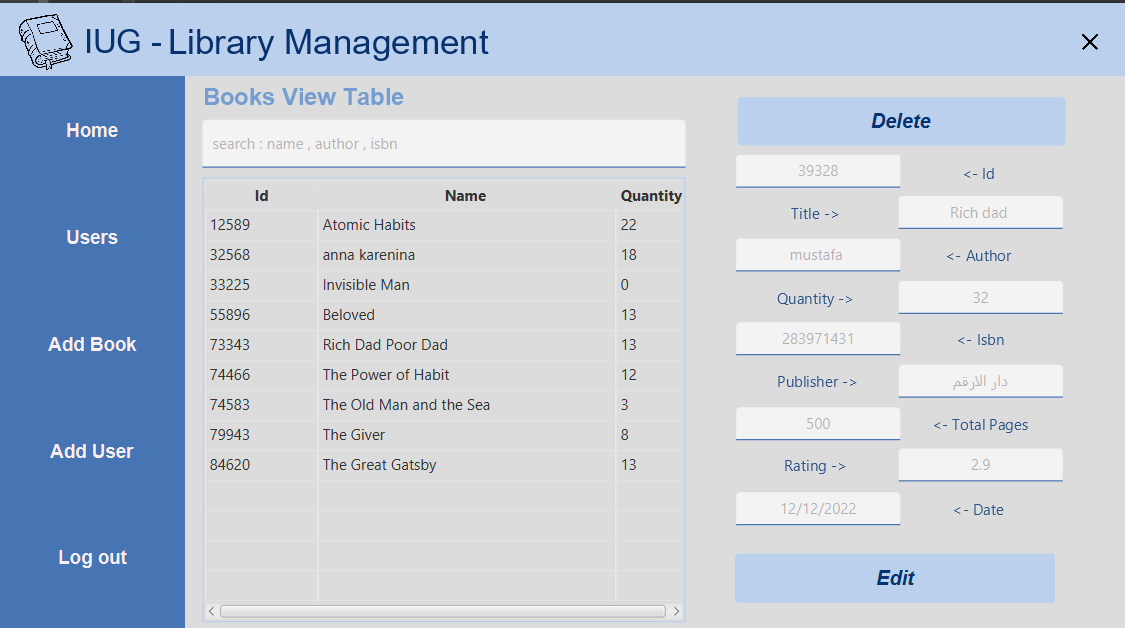 IUG - Library Management
Home
Users
Add Book
Add User
Log out
Books View Table
search : name , author , isbn
Id Name Quantity
12589 Atomic Habits 22
32568 anna karenina 18
33225 Invisible Man 0
55896 Beloved 13
73343 Rich Dad Poor Dad 13
74466 The Power of Habit 12
74583 The Old Man and the Sea 3
79943 The Giver 8
84620 The Great Gatsby 13
Delete
39328 <- Id
Title -> Rich dad
mustafa <- Author
Quantity -> 32
283971431 <- Isbn
Publisher -> دار الارقم
500 <- Total Pages
Rating -> 2.9
12/12/2022 <- Date
Edit